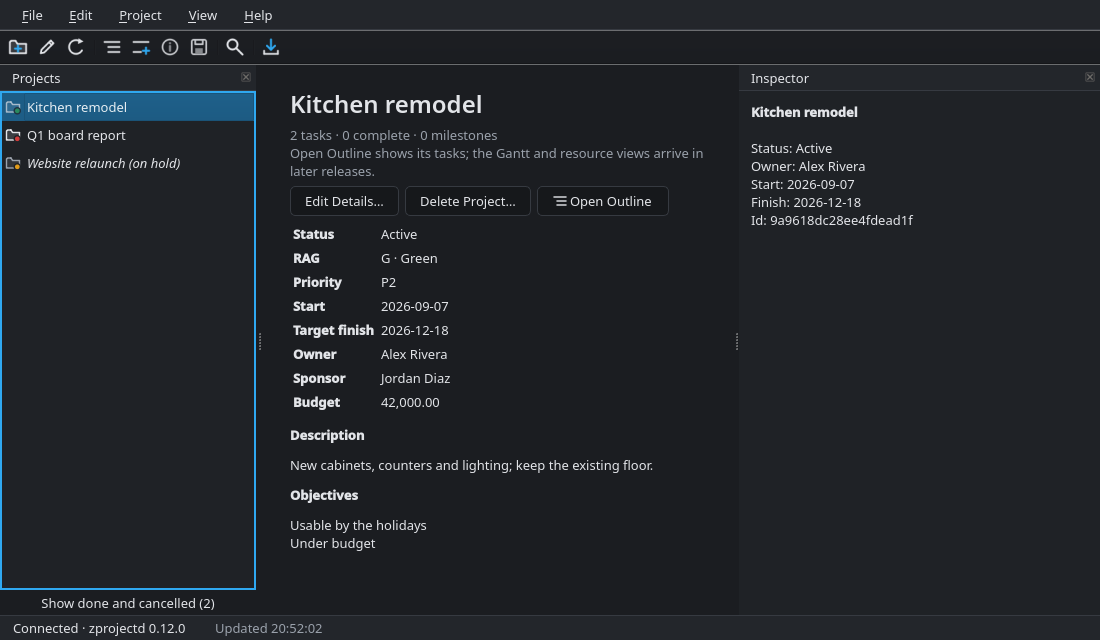 File Edit Project View Help
Projects
Kitchen remodel
Q1 board report
Website relaunch (on hold)
Show done and cancelled (2)
Kitchen remodel
2 tasks · 0 complete · 0 milestones
Open Outline shows its tasks; the Gantt and resource views arrive in
later releases.
Edit Details... Delete Project... Open Outline
Status Active
RAG G · Green
Priority P2
Start 2026-09-07
Target finish 2026-12-18
Owner Alex Rivera
Sponsor Jordan Diaz
Budget 42,000.00
Description
New cabinets, counters and lighting; keep the existing floor.
Objectives
Usable by the holidays
Under budget
Inspector
Kitchen remodel
Status: Active
Owner: Alex Rivera
Start: 2026-09-07
Finish: 2026-12-18
Id: 9a9618dc28ee4fdead1f
Connected · zprojectd 0.12.0 Updated 20:52:02